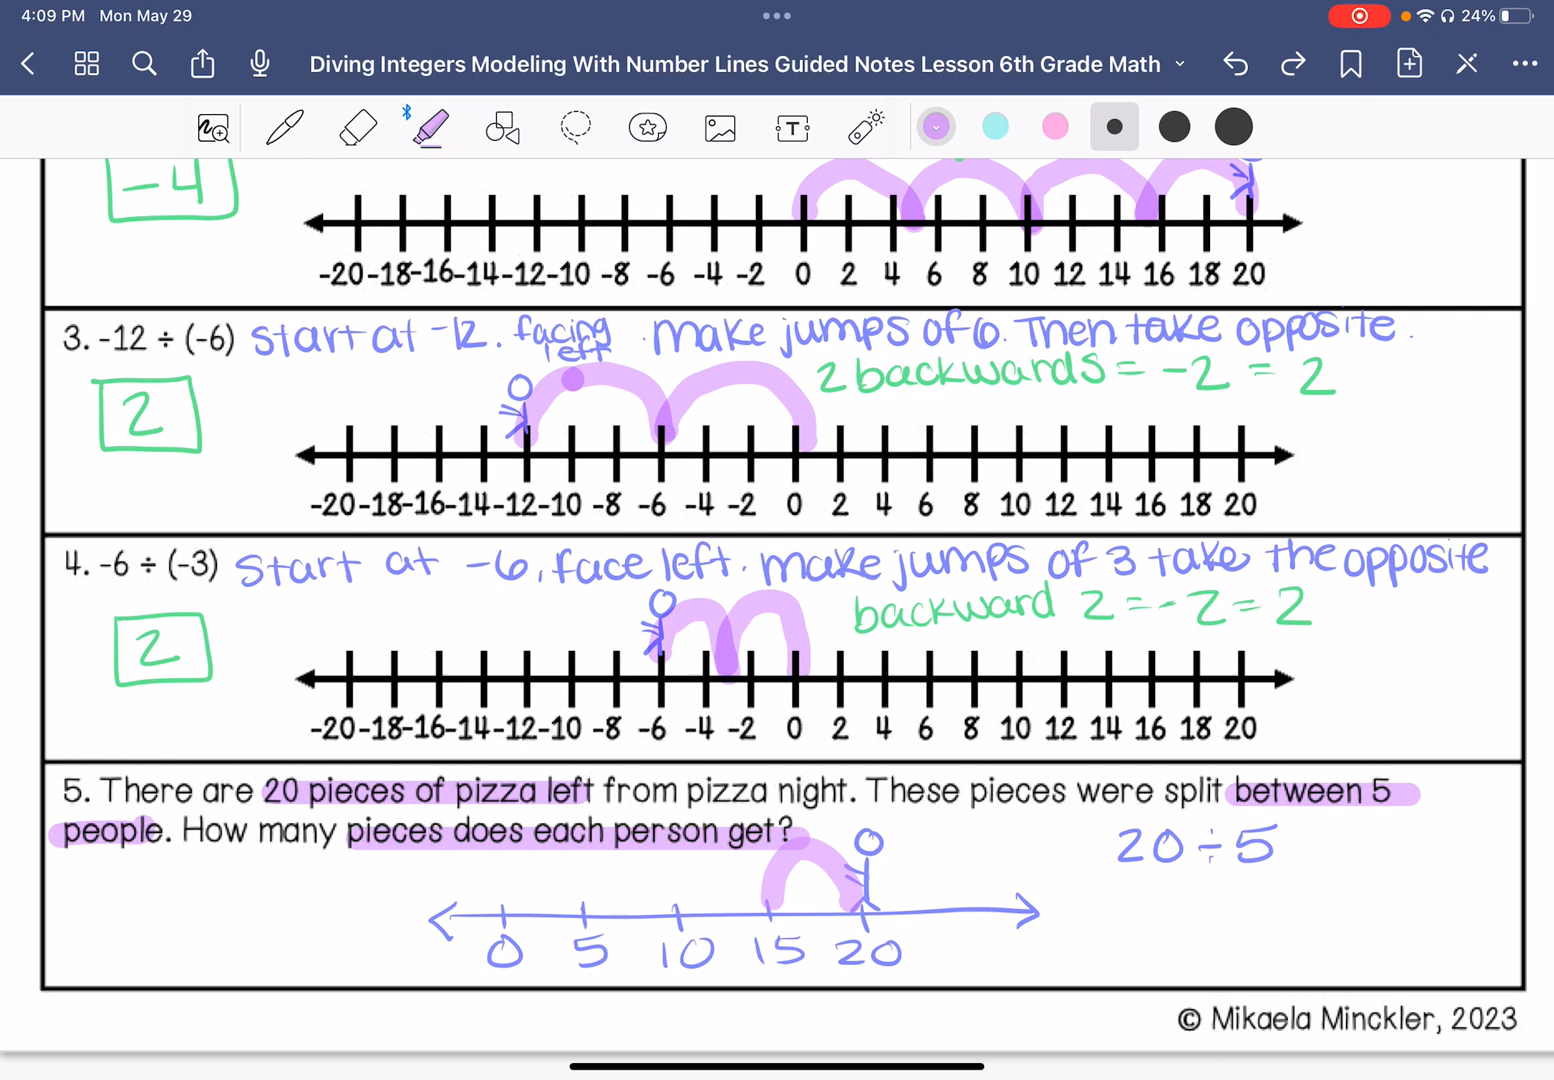 4:09 PM Mon May 29
24%
Diving Integers Modeling With Number Lines Guided Notes Lesson 6th Grade Math
-4
-20 -18 -16 -14 -12 -10 -8 -6 -4 -2 0 2 4 6 8 10 12 14 16 18 20
3. -12 ÷ (-6) start at -12. facing left. make jumps of 6. Then take opposite.
2 backwards = -2 = 2
2
-20 -18 -16 -14 -12 -10 -8 -6 -4 -2 0 2 4 6 8 10 12 14 16 18 20
4. -6 ÷ (-3) Start at -6, face left. make jumps of 3 take the opposite
backward 2 = -2 = 2
2
-20 -18 -16 -14 -12 -10 -8 -6 -4 -2 0 2 4 6 8 10 12 14 16 18 20
5. There are 20 pieces of pizza left from pizza night. These pieces were split between 5
people. How many pieces does each person get?
20 ÷ 5
0 5 10 15 20
© Mikaela Minckler, 2023